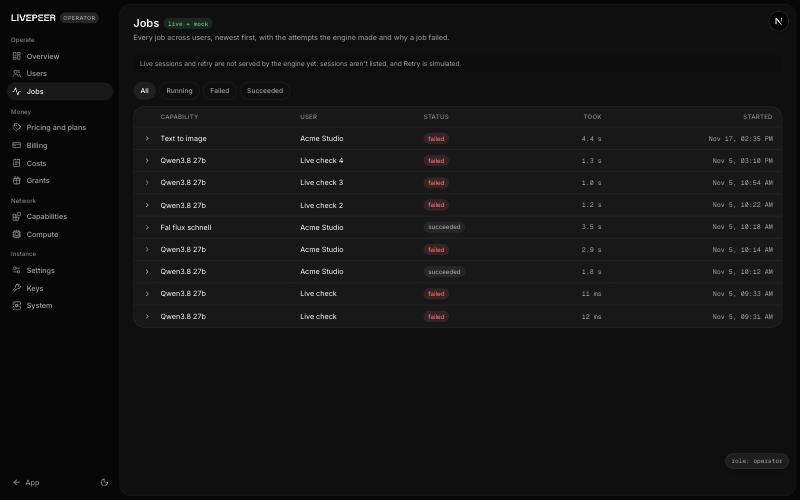 LIVEPEER OPERATOR
Operate
Overview
Users
Jobs
Money
Pricing and plans
Billing
Costs
Grants
Network
Capabilities
Compute
Instance
Settings
Keys
System
App
Jobs live + mock
Every job across users, newest first, with the attempts the engine made and why a job failed.
N
Live sessions and retry are not served by the engine yet: sessions aren't listed, and Retry is simulated.
All Running Failed Succeeded
CAPABILITY USER STATUS TOOK STARTED
Text to image Acme Studio failed 4.4 s Nov 17, 02:35 PM
Qwen3.8 27b Live check 4 failed 1.3 s Nov 5, 03:10 PM
Qwen3.8 27b Live check 3 failed 1.0 s Nov 5, 10:54 AM
Qwen3.8 27b Live check 2 failed 1.2 s Nov 5, 10:22 AM
Fal flux schnell Acme Studio succeeded 3.5 s Nov 5, 10:18 AM
Qwen3.8 27b Acme Studio failed 2.9 s Nov 5, 10:14 AM
Qwen3.8 27b Acme Studio succeeded 1.8 s Nov 5, 10:12 AM
Qwen3.8 27b Live check failed 11 ms Nov 5, 09:33 AM
Qwen3.8 27b Live check failed 12 ms Nov 5, 09:31 AM
role: operator